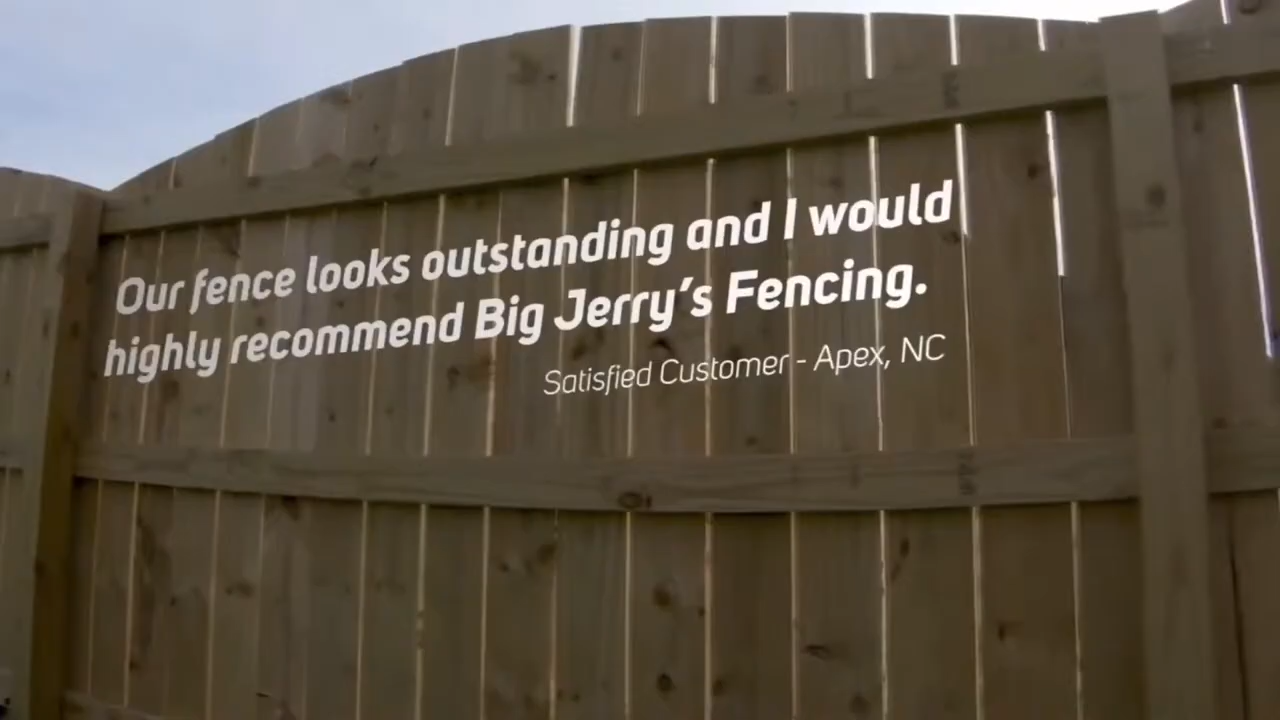 Our fence looks outstanding and I would
highly recommend Big Jerry's Fencing.
Satisfied Customer - Apex, NC